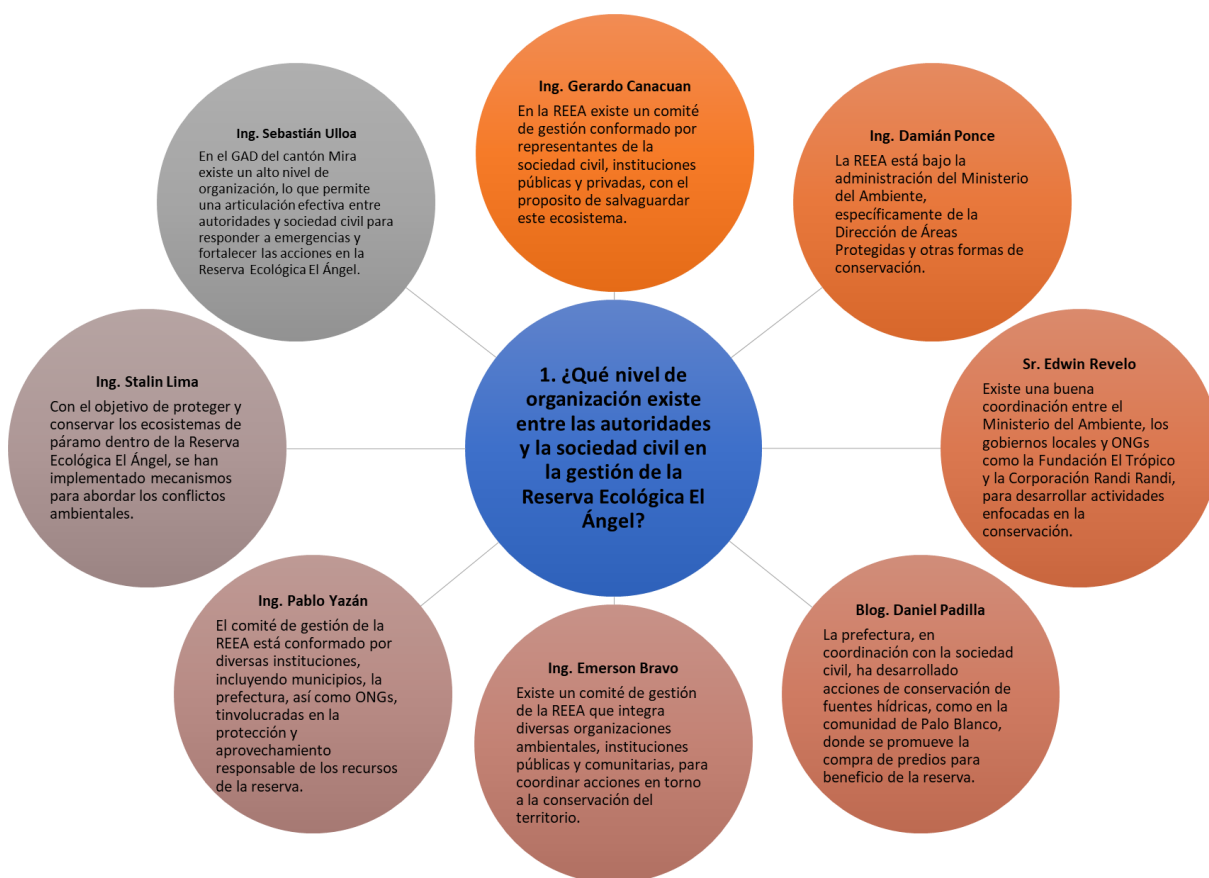 Ing. Gerardo Canacuan
En la REEA existe un comité
de gestión conformado por
representantes de la
sociedad civil, instituciones
públicas y privadas, con el
proposito de salvaguardar
este ecosistema.
Ing. Damián Ponce
La REEA está bajo la
administración del Ministerio
del Ambiente,
específicamente de la
Dirección de Áreas
Protegidas y otras formas de
conservación.
Sr. Edwin Revelo
Existe una buena
coordinación entre el
Ministerio del Ambiente, los
gobiernos locales y ONGs
como la Fundación El Trópico
y la Corporación Randi Randi,
para desarrollar actividades
enfocadas en la
conservación.
Blog. Daniel Padilla
La prefectura, en
coordinación con la sociedad
civil, ha desarrollado
acciones de conservación de
fuentes hídricas, como en la
comunidad de Palo Blanco,
donde se promueve la
compra de predios para
beneficio de la reserva.
Ing. Emerson Bravo
Existe un comité de gestión
de la REEA que integra
diversas organizaciones
ambientales, instituciones
públicas y comunitarias, para
coordinar acciones en torno
a la conservación del
territorio.
Ing. Pablo Yazán
El comité de gestión de la
REEA está conformado por
diversas instituciones,
incluyendo municipios, la
prefectura, así como ONGs,
tinvolucradas en la
protección y
aprovechamiento
responsable de los recursos
de la reserva.
Ing. Stalin Lima
Con el objetivo de proteger y
conservar los ecosistemas de
páramo dentro de la Reserva
Ecológica El Ángel, se han
implementado mecanismos
para abordar los conflictos
ambientales.
Ing. Sebastián Ulloa
En el GAD del cantón Mira
existe un alto nivel de
organización, lo que permite
una articulación efectiva entre
autoridades y sociedad civil para
responder a emergencias y
fortalecer las acciones en la
Reserva Ecológica El Ángel.
1. ¿Qué nivel de
organización existe
entre las autoridades
y la sociedad civil en
la gestión de la
Reserva Ecológica El
Ángel?